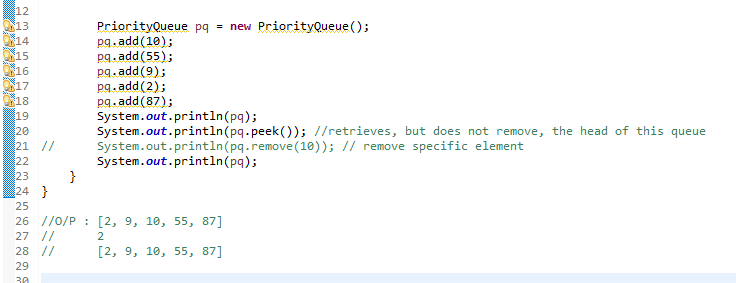 12
13 PriorityQueue pq = new PriorityQueue();
14 pq.add(10);
15 pq.add(55);
16 pq.add(9);
17 pq.add(2);
18 pq.add(87);
19 System.out.println(pq);
20 System.out.println(pq.peek()); //retrieves, but does not remove, the head of this queue
21 // System.out.println(pq.remove(10)); // remove specific element
22 System.out.println(pq);
23 }
24 }
25
26 //O/P : [2, 9, 10, 55, 87]
27 // 2
28 // [2, 9, 10, 55, 87]
29
30